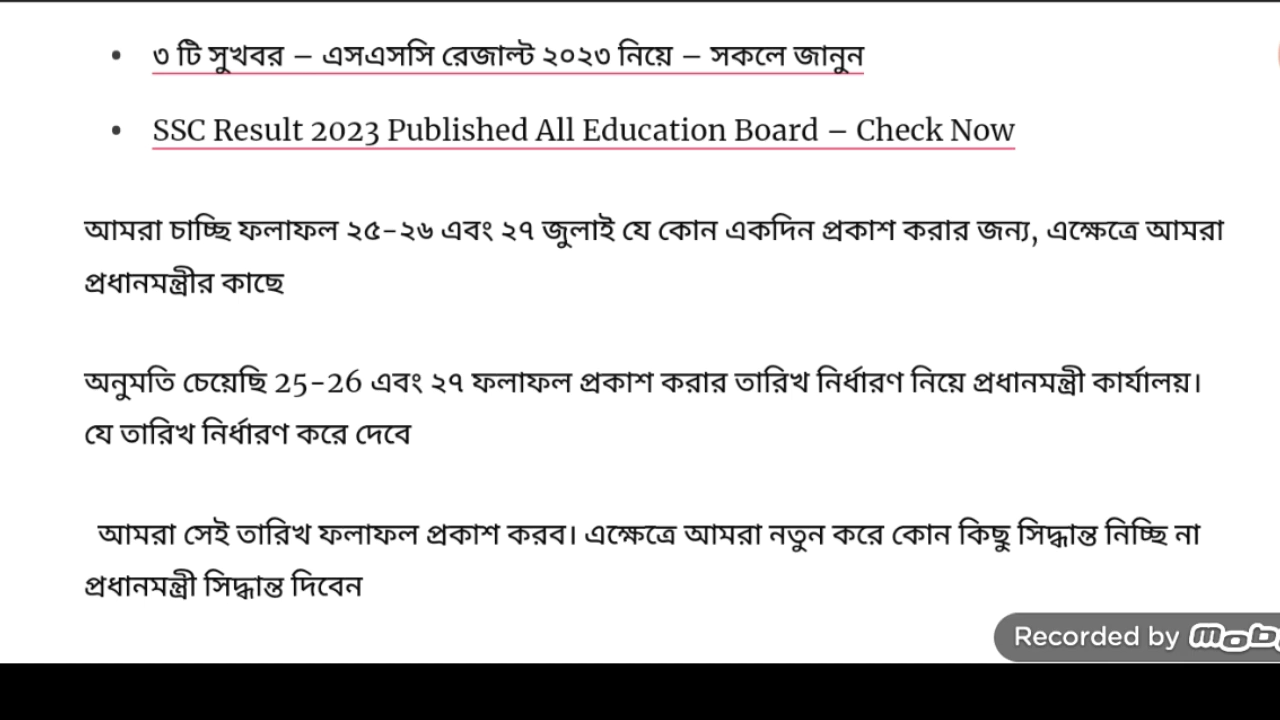 ৩ টি সুখবর – এসএসসি রেজাল্ট ২০২৩ নিয়ে – সকলে জানুন
SSC Result 2023 Published All Education Board – Check Now
আমরা চাচ্ছি ফলাফল ২৫-২৬ এবং ২৭ জুলাই যে কোন একদিন প্রকাশ করার জন্য, এক্ষেত্রে আমরা
প্রধানমন্ত্রীর কাছে
অনুমতি চেয়েছি 25-26 এবং ২৭ ফলাফল প্রকাশ করার তারিখ নির্ধারণ নিয়ে প্রধানমন্ত্রী কার্যালয়।
যে তারিখ নির্ধারণ করে দেবে
আমরা সেই তারিখ ফলাফল প্রকাশ করব। এক্ষেত্রে আমরা নতুন করে কোন কিছু সিদ্ধান্ত নিচ্ছি না
প্রধানমন্ত্রী সিদ্ধান্ত দিবেন
Recorded by